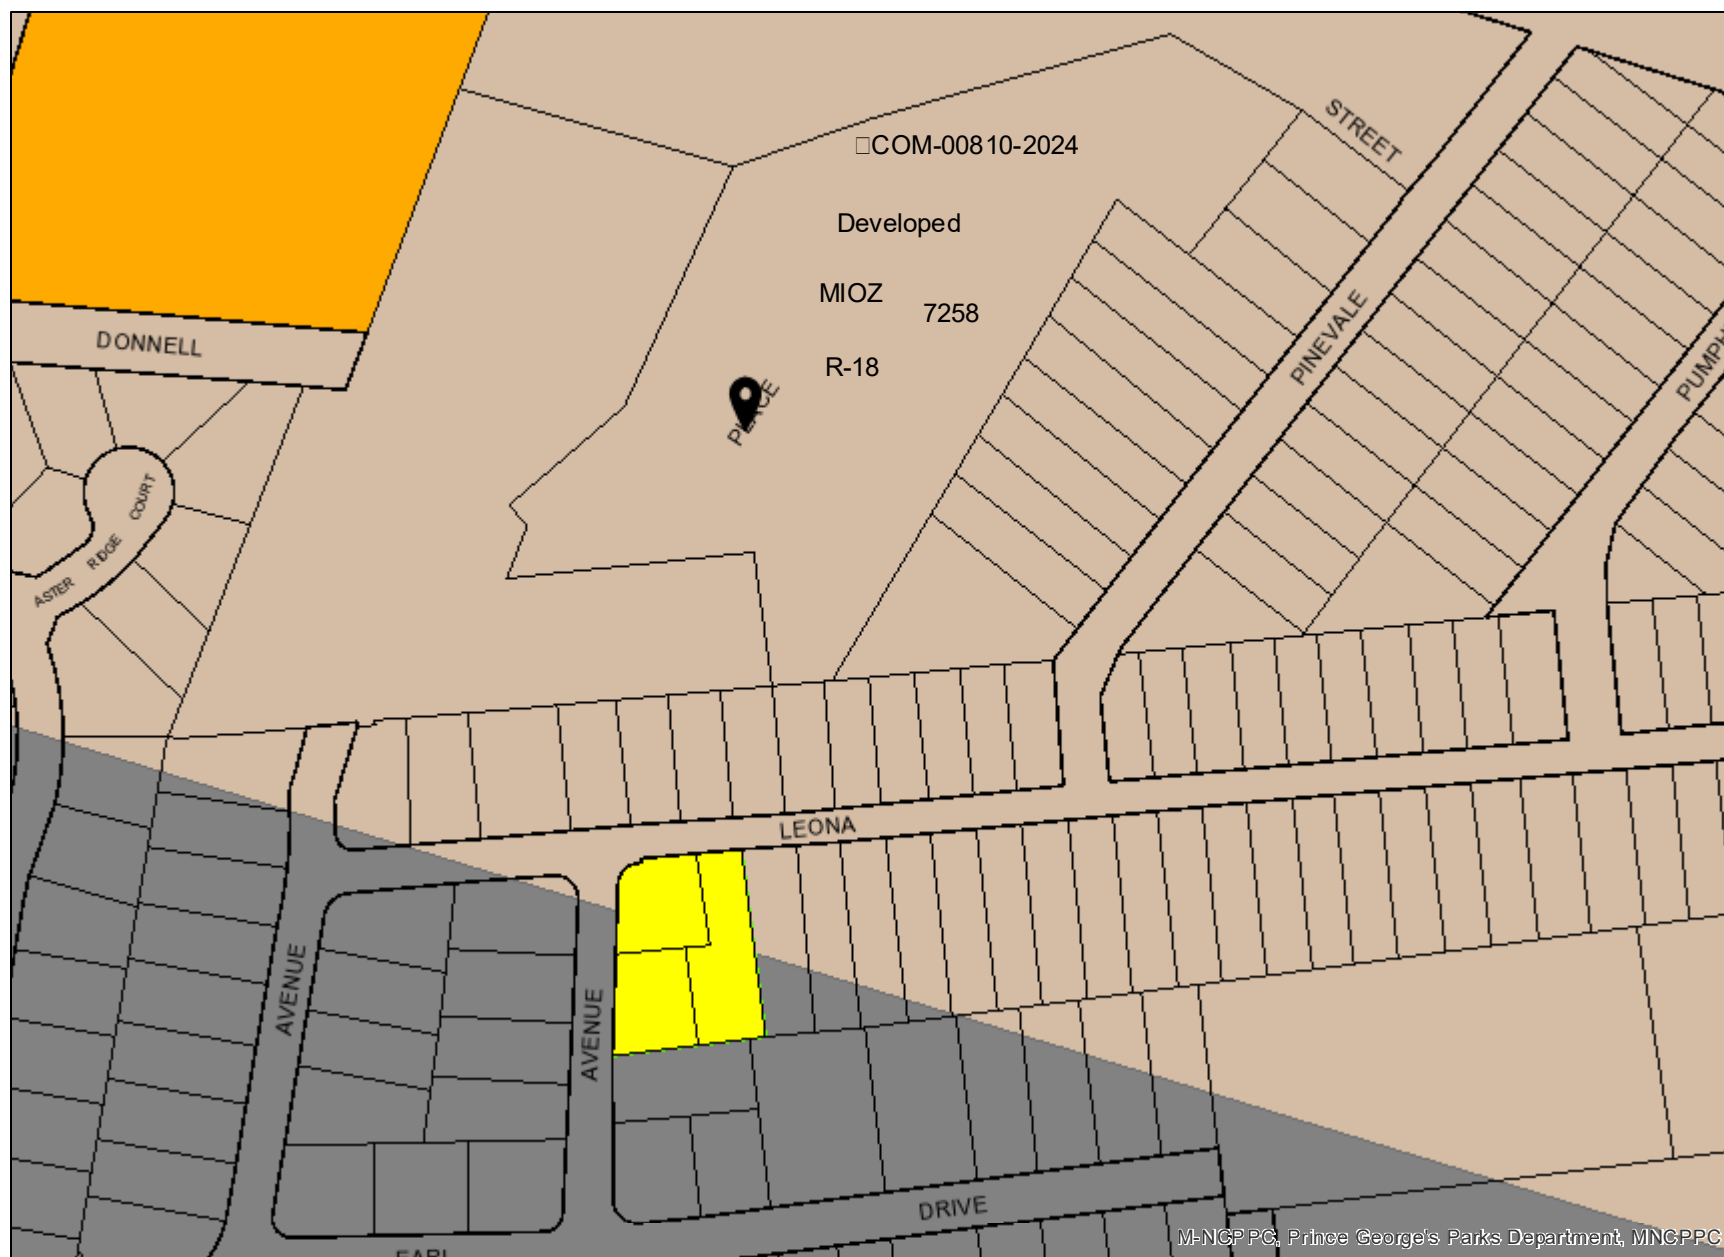 STREET
□COM-00810-2024
Developed
MIOZ
7258
R-18
DONNELL
PINEVALE
COURT
RIDGE
ASTER
LEONA
AVENUE
AVENUE
DRIVE
M-NCPPC, Prince George's Parks Department, MNCPPC